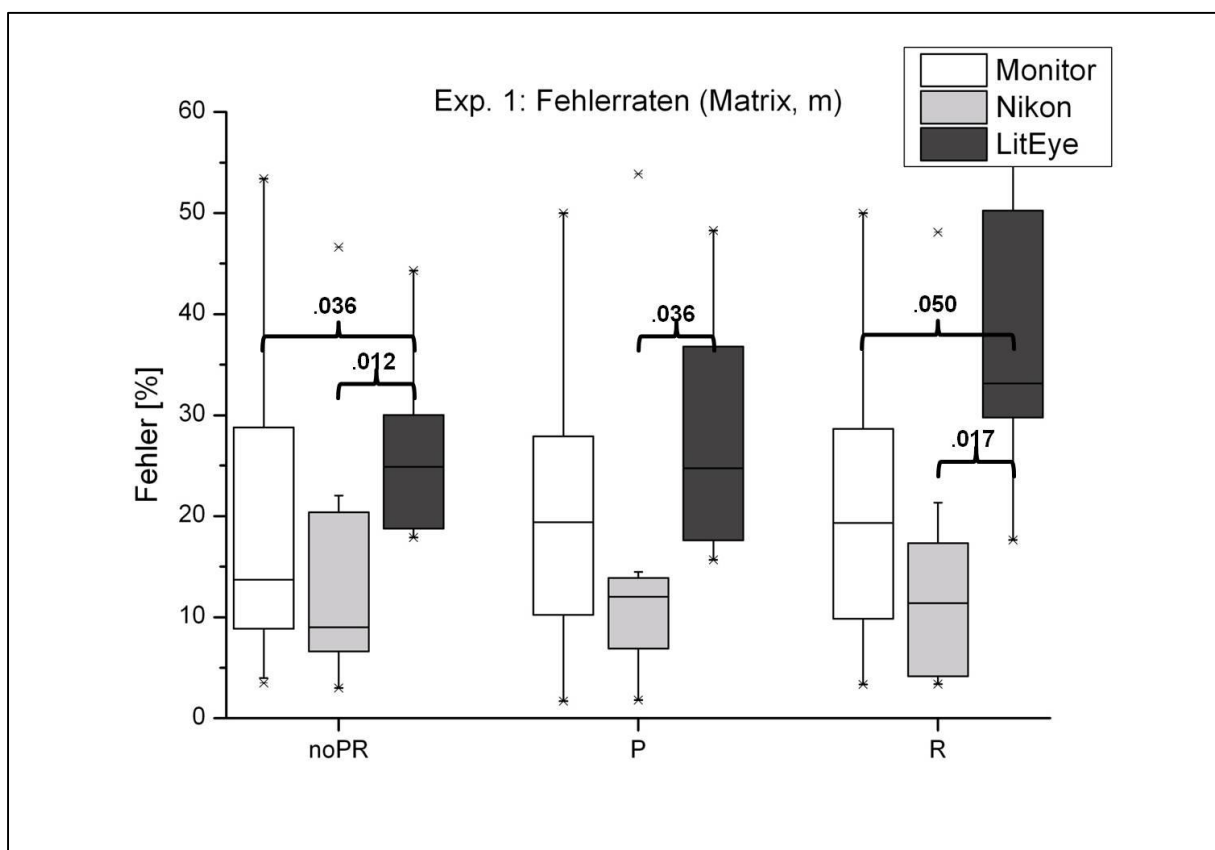 Monitor
Nikon
LitEye
Exp. 1: Fehlerraten (Matrix, m)
Fehler [%]
60
50
40
30
20
10
0
.036
.012
.036
.050
.017
noPR P R